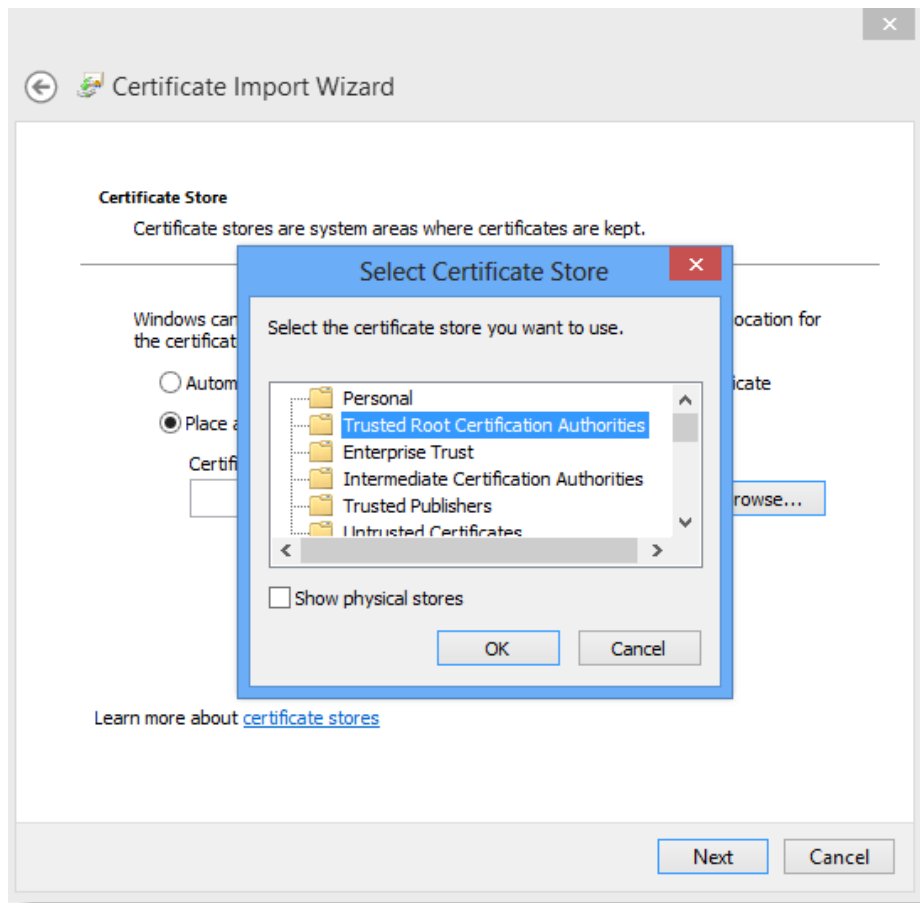 Certificate Import Wizard
Certificate Store
Certificate stores are system areas where certificates are kept.
Select Certificate Store
Windows can
ocation for
the certificat
Select the certificate store you want to use.
Autom
icate
Place a
Certifi
rowse...
Personal
Trusted Root Certification Authorities
Enterprise Trust
Intermediate Certification Authorities
Trusted Publishers
Untrusted Certificates
Show physical stores
OK
Cancel
Learn more about certificate stores
Next
Cancel